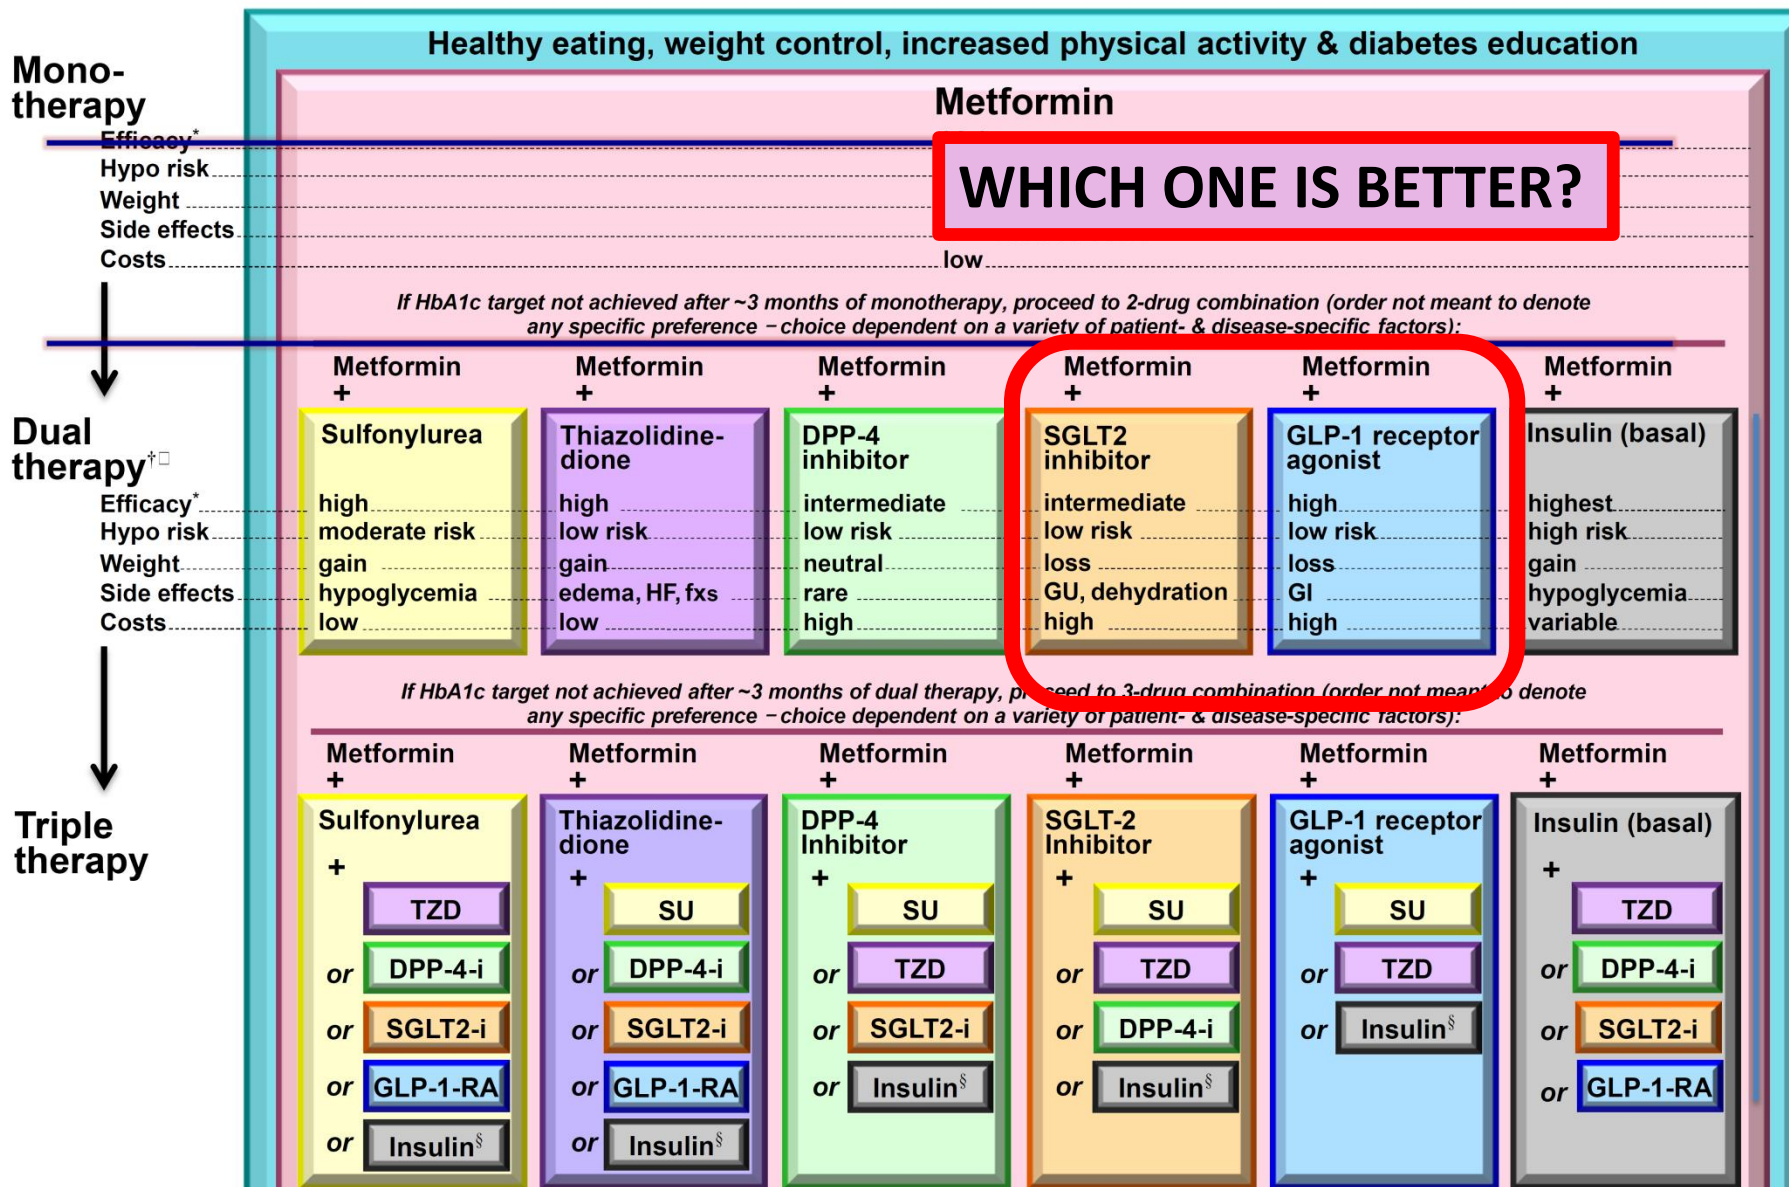 Healthy eating, weight control, increased physical activity & diabetes education
Mono-
therapy
Metformin
Efficacy*
Hypo risk
Weight
Side effects
Costs low
WHICH ONE IS BETTER?
If HbA1c target not achieved after ~3 months of monotherapy, proceed to 2-drug combination (order not meant to denote
any specific preference – choice dependent on a variety of patient- & disease-specific factors):
Metformin Metformin Metformin Metformin Metformin Metformin
+ + + + + +
Dual
therapy†□
Sulfonylurea Thiazolidine- DPP-4 SGLT2 GLP-1 receptor Insulin (basal)
dione inhibitor inhibitor agonist
Efficacy* high high intermediate intermediate high highest
Hypo risk moderate risk low risk low risk low risk low risk high risk
Weight gain gain neutral loss loss gain
Side effects hypoglycemia edema, HF, fxs rare GU, dehydration GI hypoglycemia
Costs low low high high high variable
If HbA1c target not achieved after ~3 months of dual therapy, proceed to 3-drug combination (order not meant to denote
any specific preference – choice dependent on a variety of patient- & disease-specific factors):
Metformin Metformin Metformin Metformin Metformin Metformin
+ + + + + +
Triple
therapy
Sulfonylurea Thiazolidine- DPP-4 SGLT-2 GLP-1 receptor Insulin (basal)
dione Inhibitor Inhibitor agonist
+ + + + + +
TZD SU SU SU SU TZD
or DPP-4-i or DPP-4-i or TZD or TZD or TZD or DPP-4-i
or SGLT2-i or SGLT2-i or SGLT2-i or DPP-4-i or Insulin§ or SGLT2-i
or GLP-1-RA or GLP-1-RA or Insulin§ or Insulin§ or GLP-1-RA
or Insulin§ or Insulin§